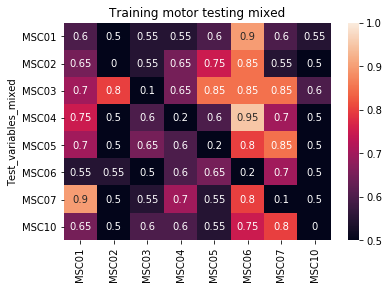 Training motor testing mixed
Test_variables_mixed
MSC01 0.6 0.5 0.55 0.55 0.6 0.9 0.6 0.55
MSC02 0.65 0 0.55 0.65 0.75 0.85 0.55 0.5
MSC03 0.7 0.8 0.1 0.65 0.85 0.85 0.85 0.6
MSC04 0.75 0.5 0.6 0.2 0.6 0.95 0.7 0.5
MSC05 0.7 0.5 0.65 0.6 0.2 0.8 0.85 0.5
MSC06 0.55 0.55 0.5 0.6 0.65 0.2 0.7 0.5
MSC07 0.9 0.5 0.55 0.7 0.55 0.8 0.1 0.5
MSC10 0.65 0.5 0.6 0.6 0.55 0.75 0.8 0
MSC01 MSC02 MSC03 MSC04 MSC05 MSC06 MSC07 MSC10
1.0
0.9
0.8
0.7
0.6
0.5